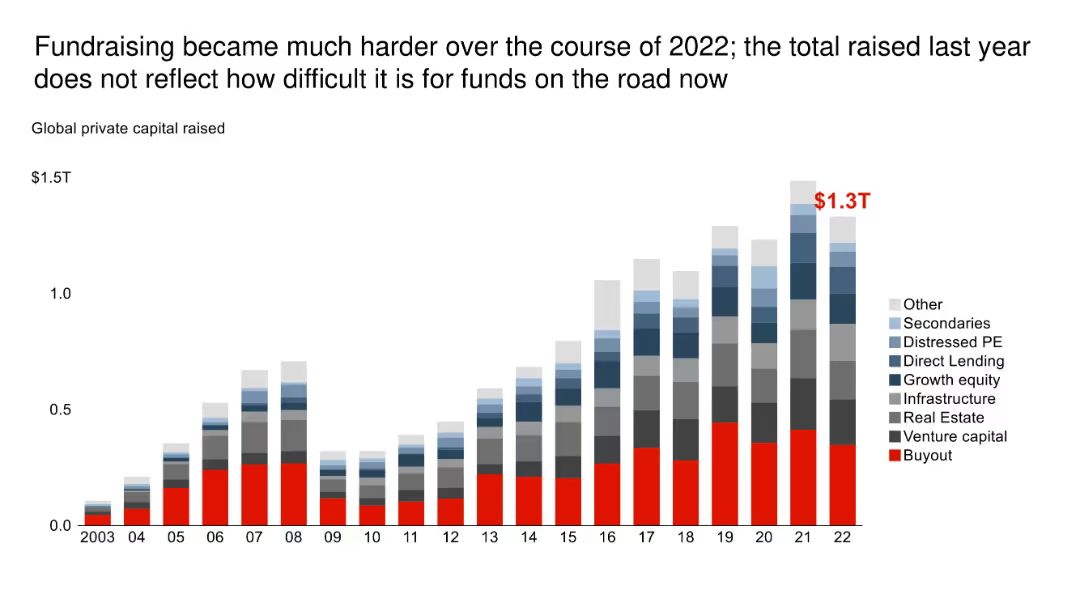 Fundraising became much harder over the course of 2022; the total raised last year
does not reflect how difficult it is for funds on the road now
Global private capital raised
$1.5T
$1.3T
1.0
0.5
0.0
Other
Secondaries
Distressed PE
Direct Lending
Growth equity
Infrastructure
Real Estate
Venture capital
Buyout
2003 04 05 06 07 08 09 10 11 12 13 14 15 16 17 18 19 20 21 22